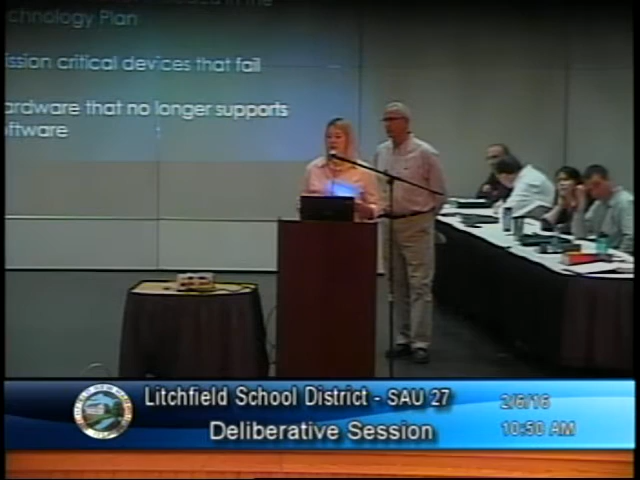 chnology Plan
ission critical devices that fail
ardware that no longer supports
oftware
Litchfield School District - SAU 27
Deliberative Session
2/6/16
10:50 AM